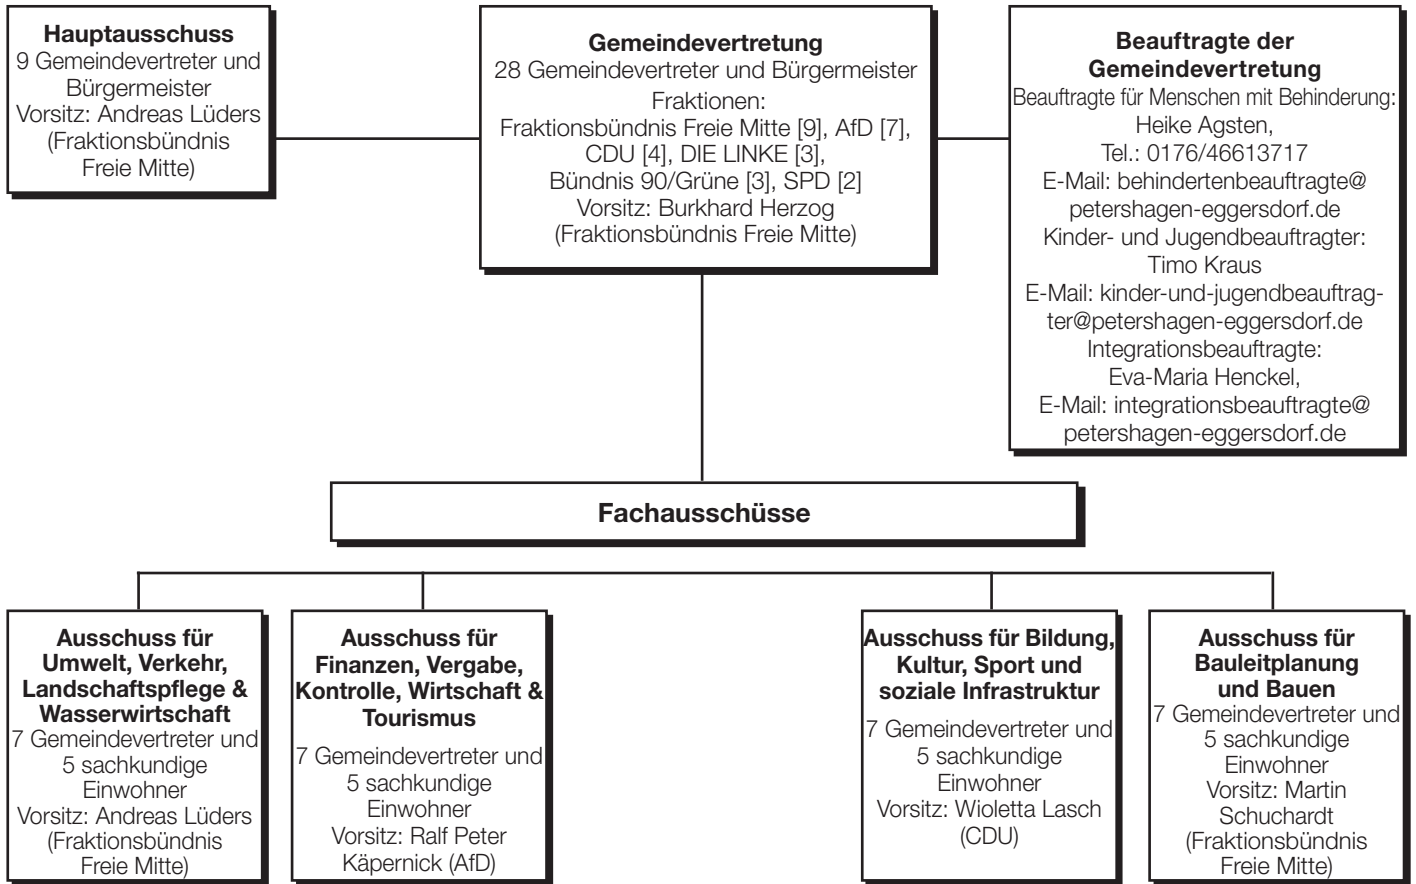 Hauptausschuss
9 Gemeindevertreter und
Bürgermeister
Vorsitz: Andreas Lüders
(Fraktionsbündnis
Freie Mitte)
Gemeindevertretung
28 Gemeindevertreter und Bürgermeister
Fraktionen:
Fraktionsbündnis Freie Mitte [9], AfD [7],
CDU [4], DIE LINKE [3],
Bündnis 90/Grüne [3], SPD [2]
Vorsitz: Burkhard Herzog
(Fraktionsbündnis Freie Mitte)
Beauftragte der
Gemeindevertretung
Beauftragte für Menschen mit Behinderung:
Heike Agsten,
Tel.: 0176/46613717
E-Mail: behindertenbeauftragte@
petershagen-eggersdorf.de
Kinder- und Jugendbeauftragter:
Timo Kraus
E-Mail: kinder-und-jugendbeauftrag-
ter@petershagen-eggersdorf.de
Integrationsbeauftragte:
Eva-Maria Henckel,
E-Mail: integrationsbeauftragte@
petershagen-eggersdorf.de
Fachausschüsse
Ausschuss für
Umwelt, Verkehr,
Landschaftspflege &
Wasserwirtschaft
7 Gemeindevertreter und
5 sachkundige
Einwohner
Vorsitz: Andreas Lüders
(Fraktionsbündnis
Freie Mitte)
Ausschuss für
Finanzen, Vergabe,
Kontrolle, Wirtschaft &
Tourismus
7 Gemeindevertreter und
5 sachkundige
Einwohner
Vorsitz: Ralf Peter
Käpernick (AfD)
Ausschuss für Bildung,
Kultur, Sport und
soziale Infrastruktur
7 Gemeindevertreter und
5 sachkundige
Einwohner
Vorsitz: Wioletta Lasch
(CDU)
Ausschuss für
Bauleitplanung
und Bauen
7 Gemeindevertreter und
5 sachkundige
Einwohner
Vorsitz: Martin
Schuchardt
(Fraktionsbündnis
Freie Mitte)